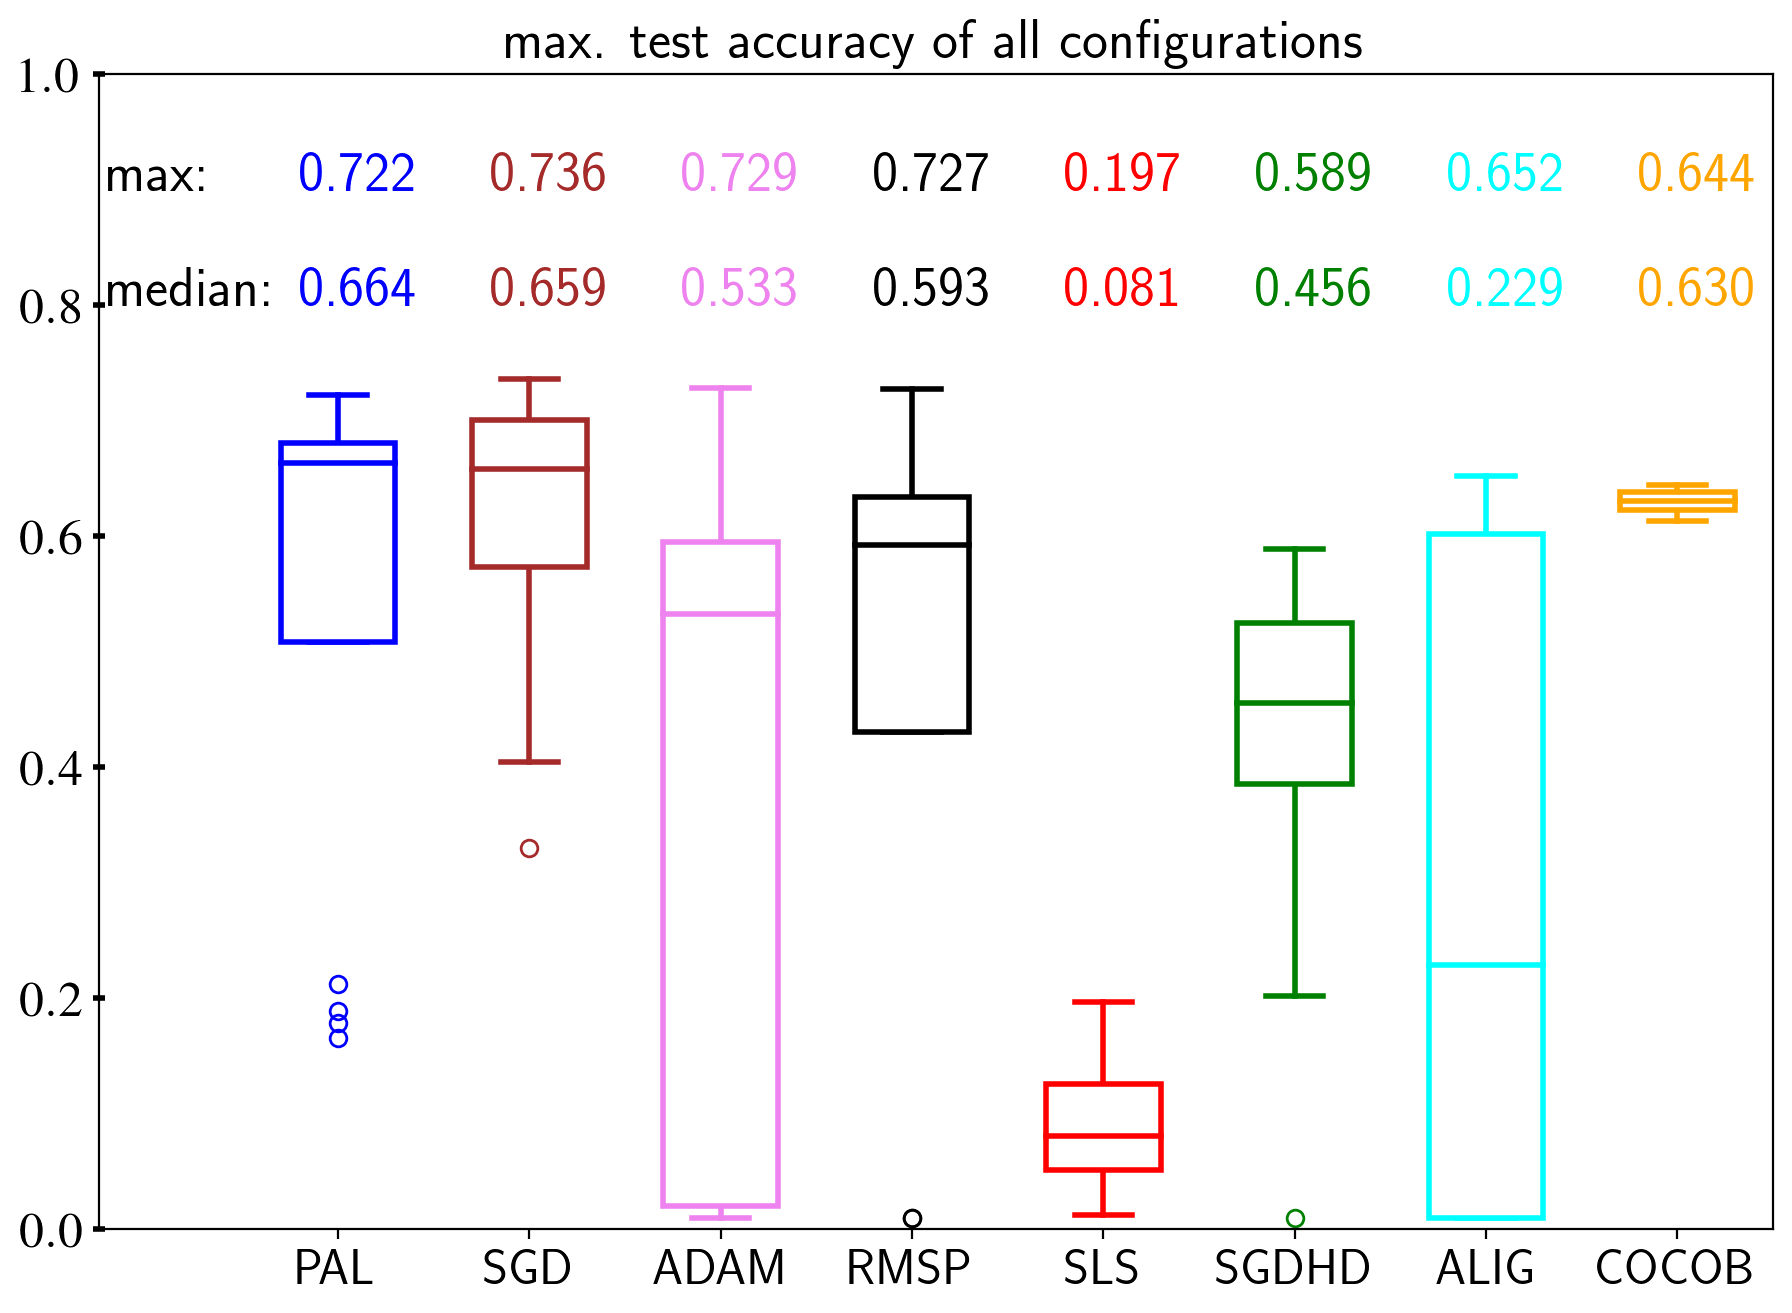 max. test accuracy of all configurations
1.0
max: 0.722 0.736 0.729 0.727 0.197 0.589 0.652 0.644
median: 0.664 0.659 0.533 0.593 0.081 0.456 0.229 0.630
0.8
0.6
0.4
0.2
0.0
PAL SGD ADAM RMSP SLS SGDHD ALIG COCOB